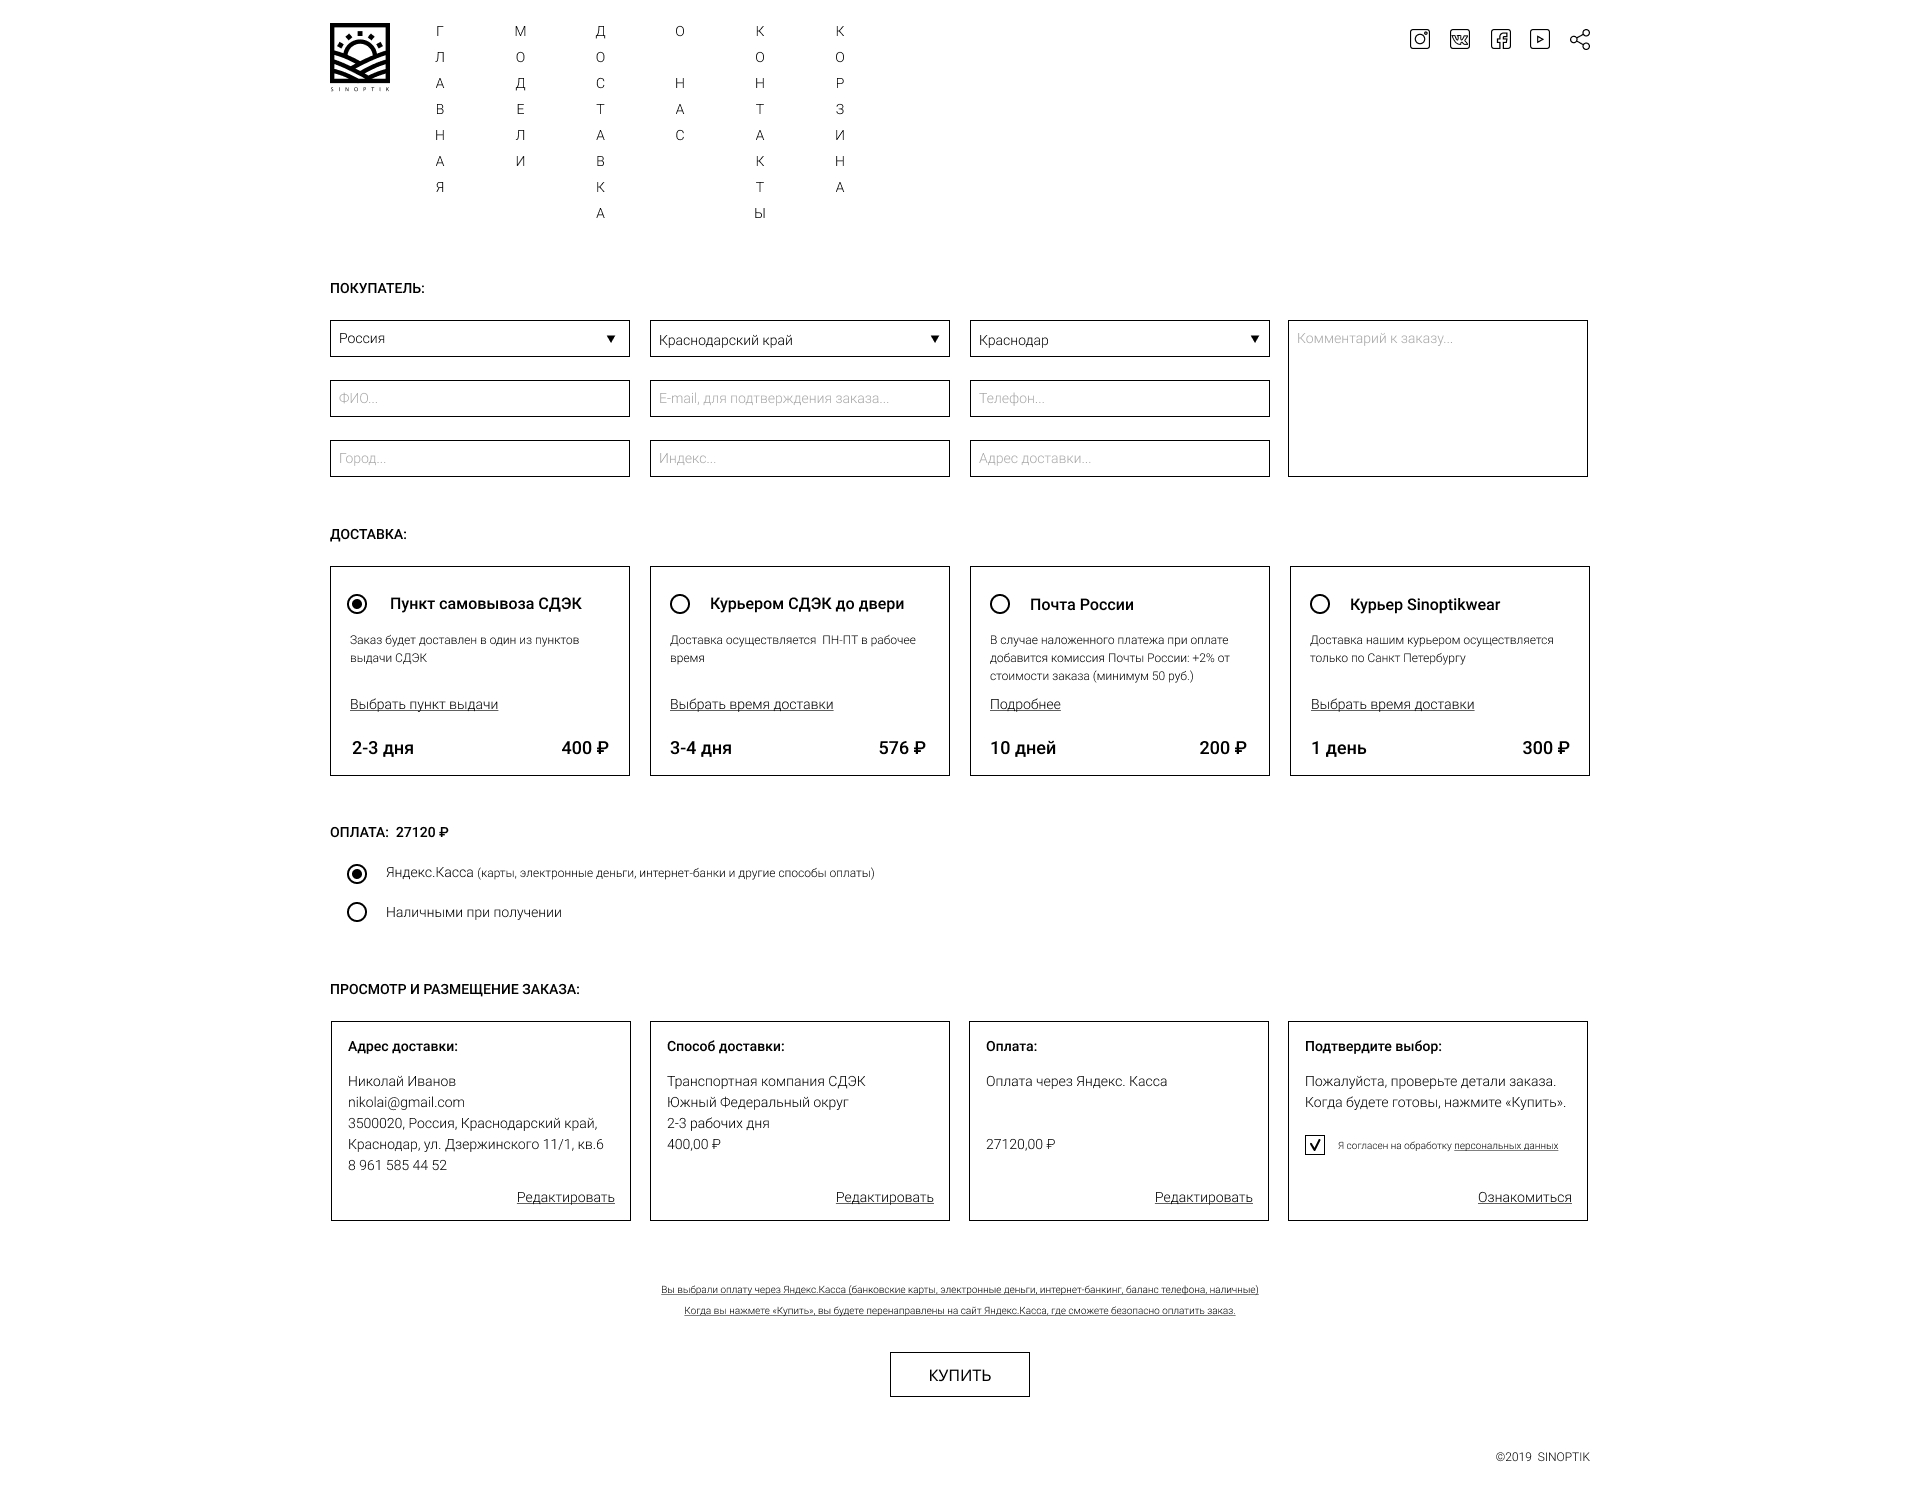 SINOPTIK
ГЛАВНАЯ
МОДЕЛИ
ДОСТАВКА
О НАС
КОНТАКТЫ
КОРЗИНА
ПОКУПАТЕЛЬ:
Россия
Краснодарский край
Краснодар
Комментарий к заказу...
ФИО...
E-mail, для подтверждения заказа...
Телефон...
Город...
Индекс...
Адрес доставки...
ДОСТАВКА:
Пункт самовывоза СДЭК
Заказ будет доставлен в один из пунктов
выдачи СДЭК
Выбрать пункт выдачи
2-3 дня
400 ₽
Курьером СДЭК до двери
Доставка осуществляется ПН-ПТ в рабочее
время
Выбрать время доставки
3-4 дня
576 ₽
Почта России
В случае наложенного платежа при оплате
добавится комиссия Почты России: +2% от
стоимости заказа (минимум 50 руб.)
Подробнее
10 дней
200 ₽
Курьер Sinoptikwear
Доставка нашим курьером осуществляется
только по Санкт Петербургу
Выбрать время доставки
1 день
300 ₽
ОПЛАТА: 27120 ₽
Яндекс.Касса (карты, электронные деньги, интернет-банки и другие способы оплаты)
Наличными при получении
ПРОСМОТР И РАЗМЕЩЕНИЕ ЗАКАЗА:
Адрес доставки:
Николай Иванов
nikolai@gmail.com
3500020, Россия, Краснодарский край,
Краснодар, ул. Дзержинского 11/1, кв.6
8 961 585 44 52
Редактировать
Способ доставки:
Транспортная компания СДЭК
Южный Федеральный округ
2-3 рабочих дня
400,00 ₽
Редактировать
Оплата:
Оплата через Яндекс. Касса
27120,00 ₽
Редактировать
Подтвердите выбор:
Пожалуйста, проверьте детали заказа.
Когда будете готовы, нажмите «Купить».
Я согласен на обработку персональных данных
Ознакомиться
Вы выбрали оплату через Яндекс.Касса (банковские карты, электронные деньги, интернет-банкинг, баланс телефона, наличные)
Когда вы нажмете «Купить», вы будете перенаправлены на сайт Яндекс.Касса, где сможете безопасно оплатить заказ.
КУПИТЬ
©2019 SINOPTIK